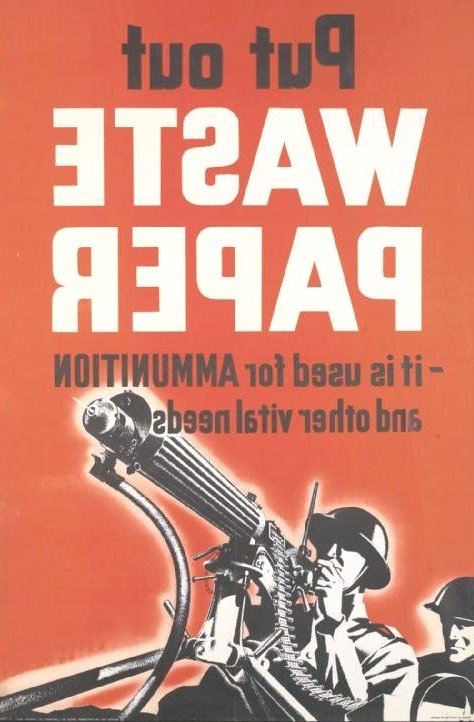 Put out
WASTE
PAPER
- it is used for AMMUNITION
and other vital needs